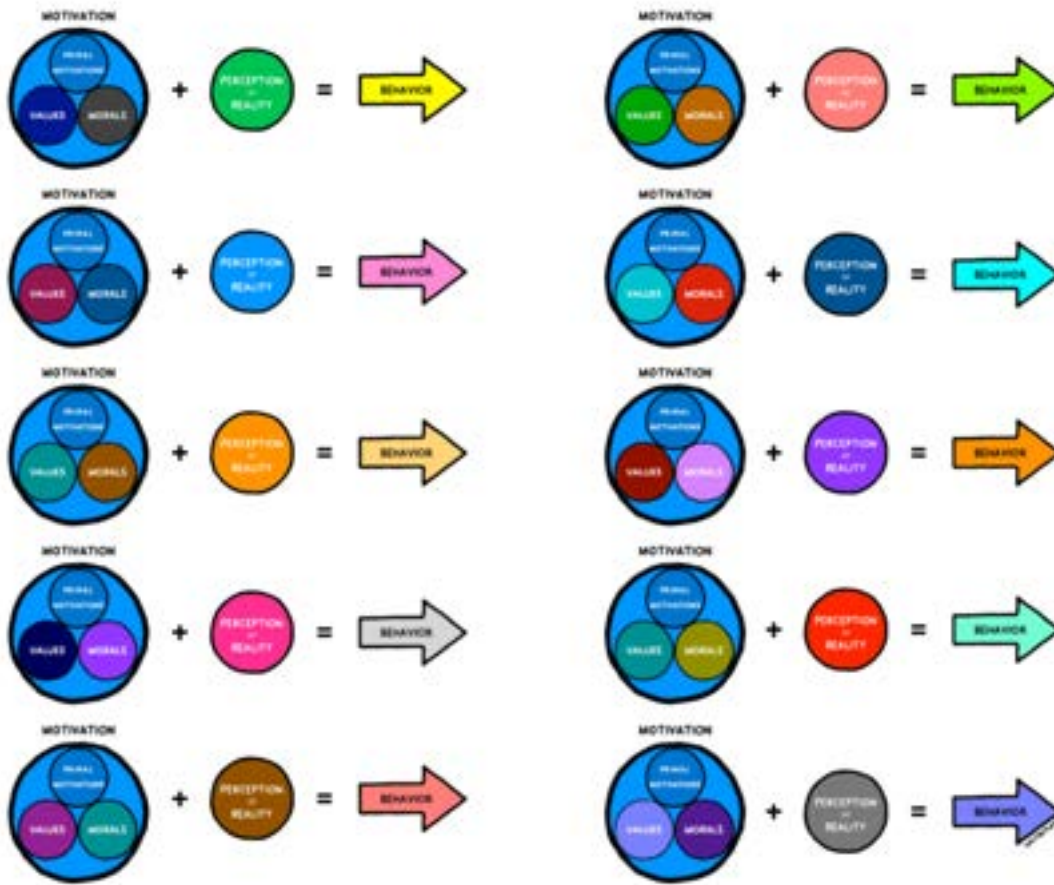 MOTIVATION
PRIMAL
MOTIVATIONS
VALUES MORALS
+
PERCEPTION
OF
REALITY
=
BEHAVIOR
MOTIVATION
PRIMAL
MOTIVATIONS
VALUES MORALS
+
PERCEPTION
OF
REALITY
=
BEHAVIOR
MOTIVATION
PRIMAL
MOTIVATIONS
VALUES MORALS
+
PERCEPTION
OF
REALITY
=
BEHAVIOR
MOTIVATION
PRIMAL
MOTIVATIONS
VALUES MORALS
+
PERCEPTION
OF
REALITY
=
BEHAVIOR
MOTIVATION
PRIMAL
MOTIVATIONS
VALUES MORALS
+
PERCEPTION
OF
REALITY
=
BEHAVIOR
MOTIVATION
PRIMAL
MOTIVATIONS
VALUES MORALS
+
PERCEPTION
OF
REALITY
=
BEHAVIOR
MOTIVATION
PRIMAL
MOTIVATIONS
VALUES MORALS
+
PERCEPTION
OF
REALITY
=
BEHAVIOR
MOTIVATION
PRIMAL
MOTIVATIONS
VALUES MORALS
+
PERCEPTION
OF
REALITY
=
BEHAVIOR
MOTIVATION
PRIMAL
MOTIVATIONS
VALUES MORALS
+
PERCEPTION
OF
REALITY
=
BEHAVIOR
MOTIVATION
PRIMAL
MOTIVATIONS
VALUES MORALS
+
PERCEPTION
OF
REALITY
=
BEHAVIOR